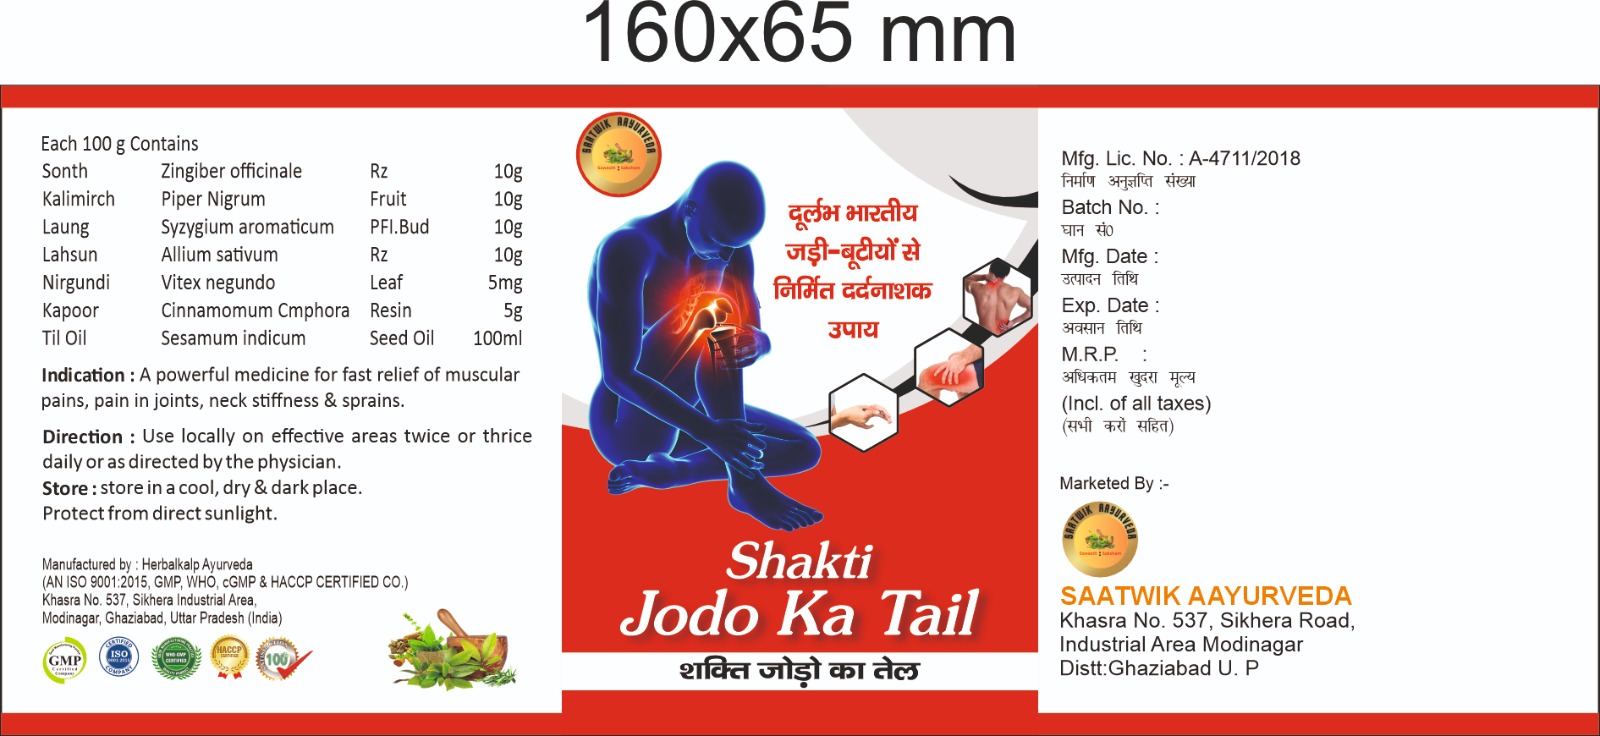 160x65 mm
Each 100 g Contains
Sonth Zingiber officinale Rz 10g
Kalimirch Piper Nigrum Fruit 10g
Laung Syzygium aromaticum PFI.Bud 10g
Lahsun Allium sativum Rz 10g
Nirgundi Vitex negundo Leaf 5mg
Kapoor Cinnamomum Cmphora Resin 5g
Til Oil Sesamum indicum Seed Oil 100ml
Indication : A powerful medicine for fast relief of muscular
pains, pain in joints, neck stiffness & sprains.
Direction : Use locally on effective areas twice or thrice
daily or as directed by the physician.
Store : store in a cool, dry & dark place.
Protect from direct sunlight.
Manufactured by : Herbalkalp Ayurveda
(AN ISO 9001:2015, GMP, WHO, cGMP & HACCP CERTIFIED CO.)
Khasra No. 537, Sikhera Industrial Area,
Modinagar, Ghaziabad, Uttar Pradesh (India)
GMP
Certified
Company
CERTIFIED
ISO
9001:2015
COMPANY
WHO-GMP
CERTIFIED
HACCP
CERTIFIED
100
SAATWIK AAYURVEDA
दूर्लभ भारतीय
जड़ी-बूटीयों से
निर्मित दर्दनाशक
उपाय
Shakti
Jodo Ka Tail
शक्ति जोड़ो का तेल
Mfg. Lic. No. : A-4711/2018
निर्माण अनुज्ञप्ति संख्या
Batch No. :
घान सं०
Mfg. Date :
उत्पादन तिथि
Exp. Date :
अवसान तिथि
M.R.P. :
अधिकतम खुदरा मूल्य
(Incl. of all taxes)
(सभी करों सहित)
Marketed By :-
SAATWIK AAYURVEDA
SAATWIK AAYURVEDA
Khasra No. 537, Sikhera Road,
Industrial Area Modinagar
Distt:Ghaziabad U. P